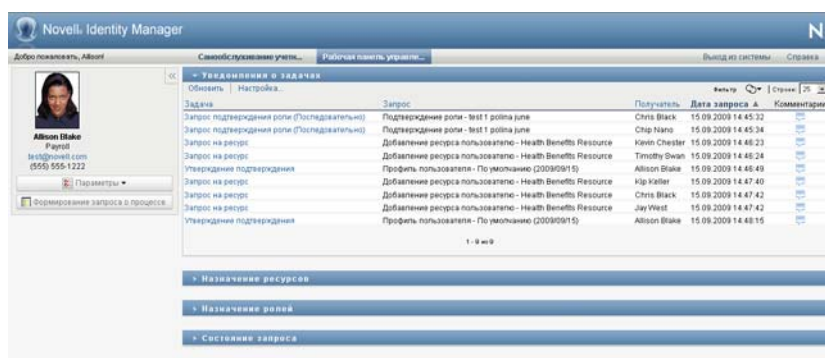 Novell® Identity Manager
N
Добро пожаловать, Allison!
Самообслуживание учетн...
Рабочая панель управле...
Выход из системы
Справка
Allison Blake
Payroll
test@novell.com
(555) 555-1222
Параметры
Формирование запроса о процессе
Уведомления о задачах
Обновить | Настройка...
Фильтр
Строки: 25
Задача Запрос Получатель Дата запроса Комментарии
Запрос подтверждения роли (Последовательно) Подтверждение роли - test 1 polina june Chris Black 15.09.2009 14:45:32
Запрос подтверждения роли (Последовательно) Подтверждение роли - test 1 polina june Chip Nano 15.09.2009 14:45:34
Запрос на ресурс Добавление ресурса пользователю - Health Benefits Resource Kevin Chester 15.09.2009 14:46:23
Запрос на ресурс Добавление ресурса пользователю - Health Benefits Resource Timothy Swan 15.09.2009 14:46:24
Утверждение подтверждения Профиль пользователя - По умолчанию (2009/09/15) Allison Blake 15.09.2009 14:46:49
Запрос на ресурс Добавление ресурса пользователю - Health Benefits Resource Kip Keller 15.09.2009 14:47:40
Запрос на ресурс Добавление ресурса пользователю - Health Benefits Resource Chris Black 15.09.2009 14:47:42
Запрос на ресурс Добавление ресурса пользователю - Health Benefits Resource Jay West 15.09.2009 14:47:42
Утверждение подтверждения Профиль пользователя - По умолчанию (2009/09/15) Allison Blake 15.09.2009 14:48:15
1 - 9 из 9
Назначение ресурсов
Назначение ролей
Состояние запроса